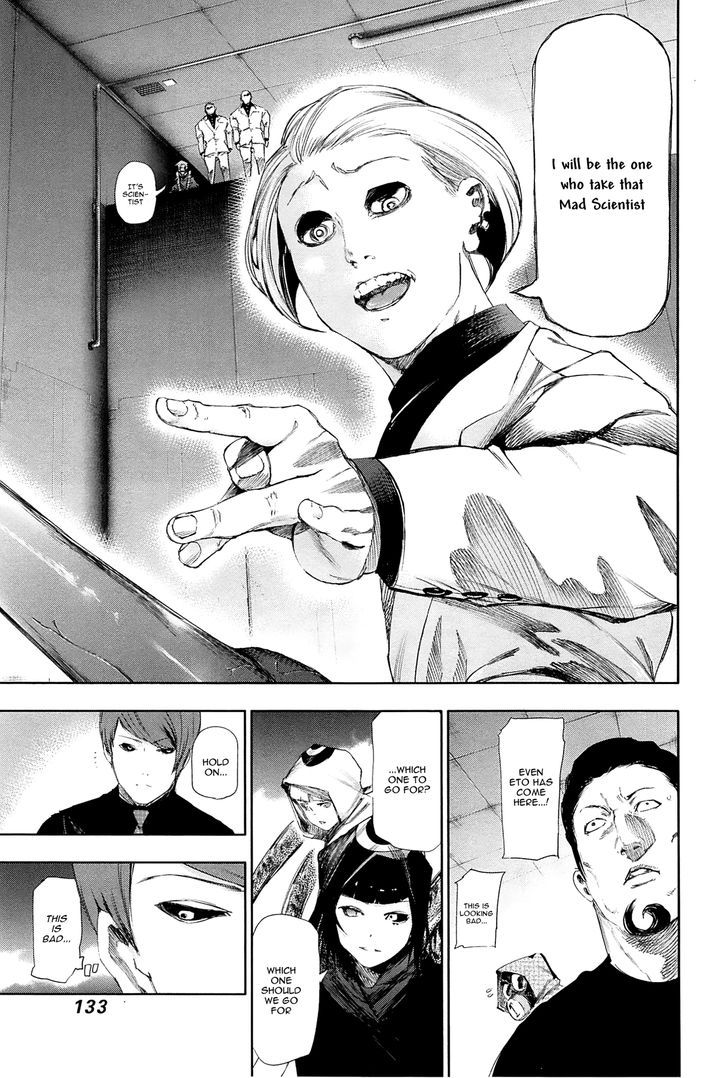 I will be the one
who take that
Mad Scientist
IT'S
SCIEN-
TIST
EVEN
ETO HAS
COME
HERE...!
THIS IS
LOOKING
BAD...
...WHICH
ONE TO
GO FOR?
WHICH
ONE
SHOULD
WE GO
FOR
HOLD
ON...
THIS
IS
BAD...
133